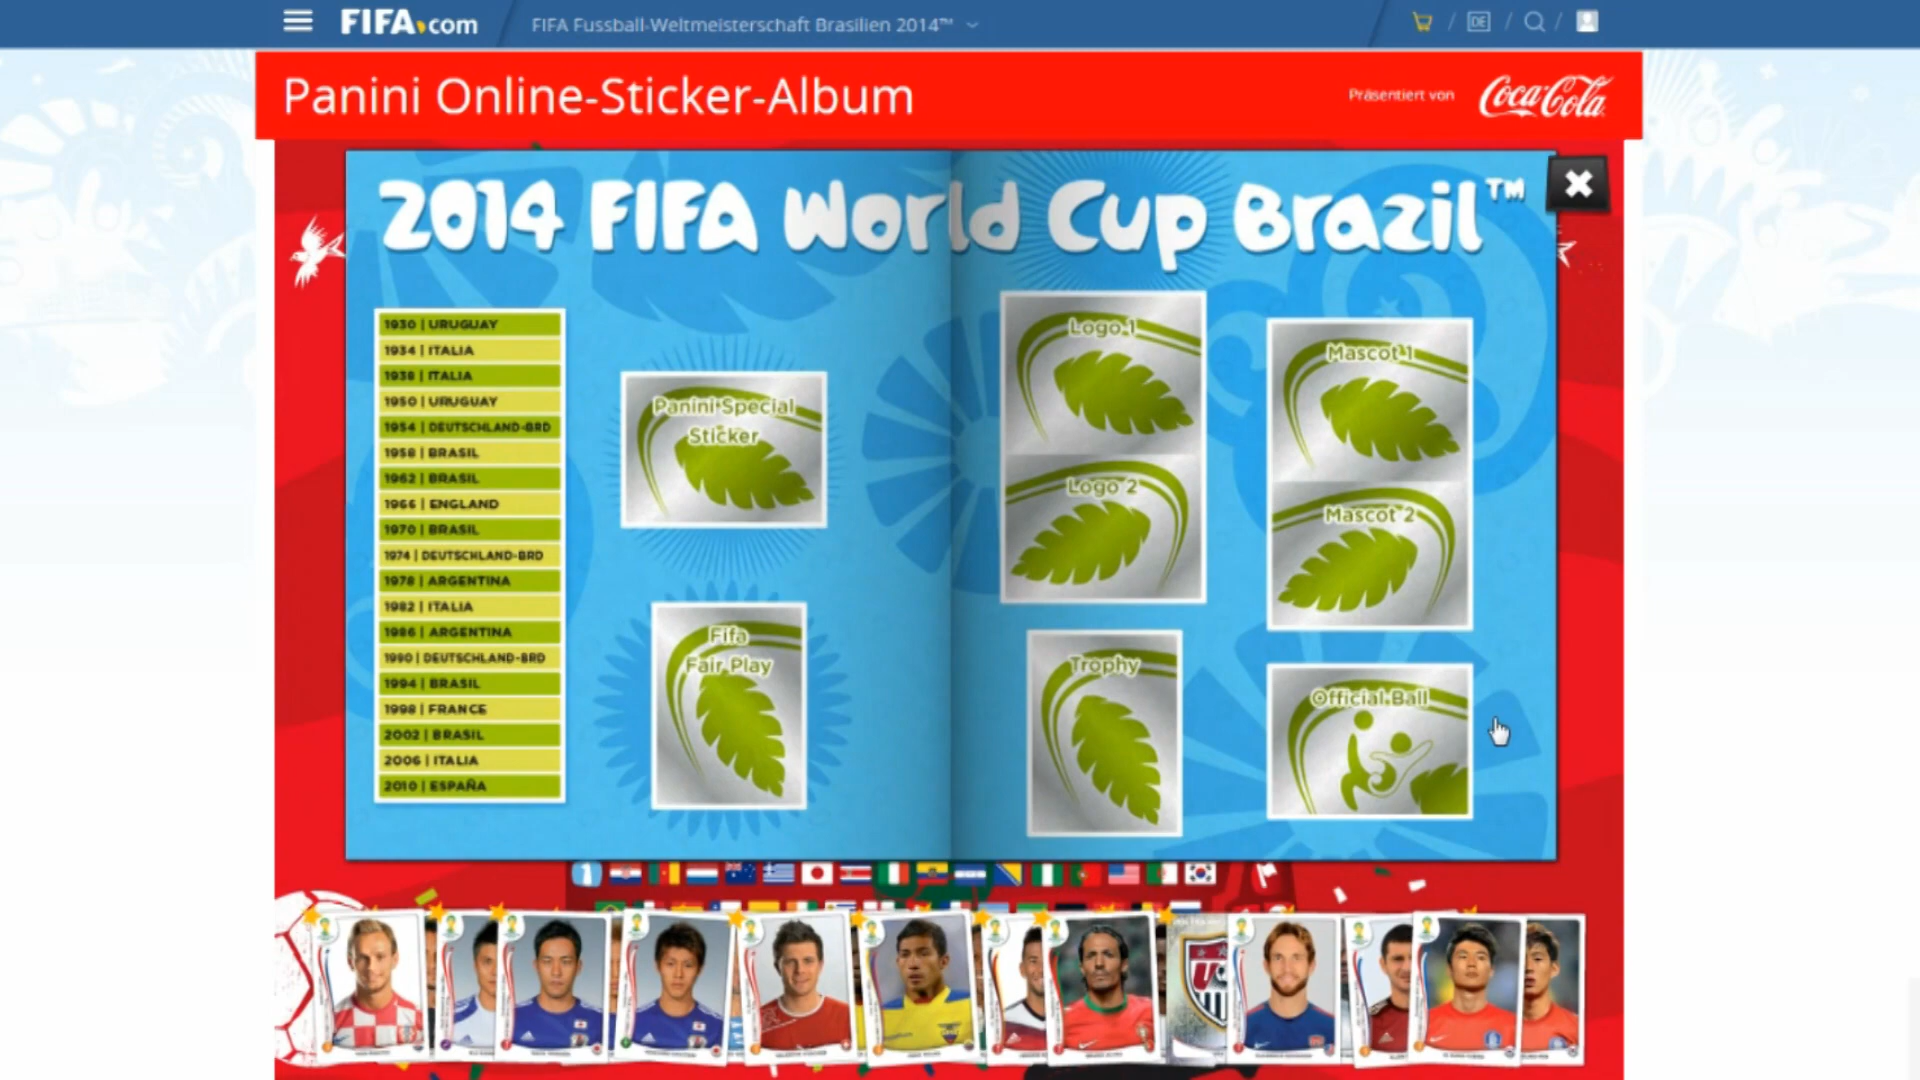 FIFA.com
FIFA Fussball-Weltmeisterschaft Brasilien 2014™
DE
Panini Online-Sticker-Album
Präsentiert von
Coca-Cola
2014 FIFA World Cup Brazil™
1930 | URUGUAY
1934 | ITALIA
1938 | ITALIA
1950 | URUGUAY
1954 | DEUTSCHLAND-BRD
1958 | BRASIL
1962 | BRASIL
1966 | ENGLAND
1970 | BRASIL
1974 | DEUTSCHLAND-BRD
1978 | ARGENTINA
1982 | ITALIA
1986 | ARGENTINA
1990 | DEUTSCHLAND-BRD
1994 | BRASIL
1998 | FRANCE
2002 | BRASIL
2006 | ITALIA
2010 | ESPAÑA
Panini Special
Sticker
Fifa
Fair Play
Logo 1
Logo 2
Mascot 1
Mascot 2
Trophy
Official Ball
1